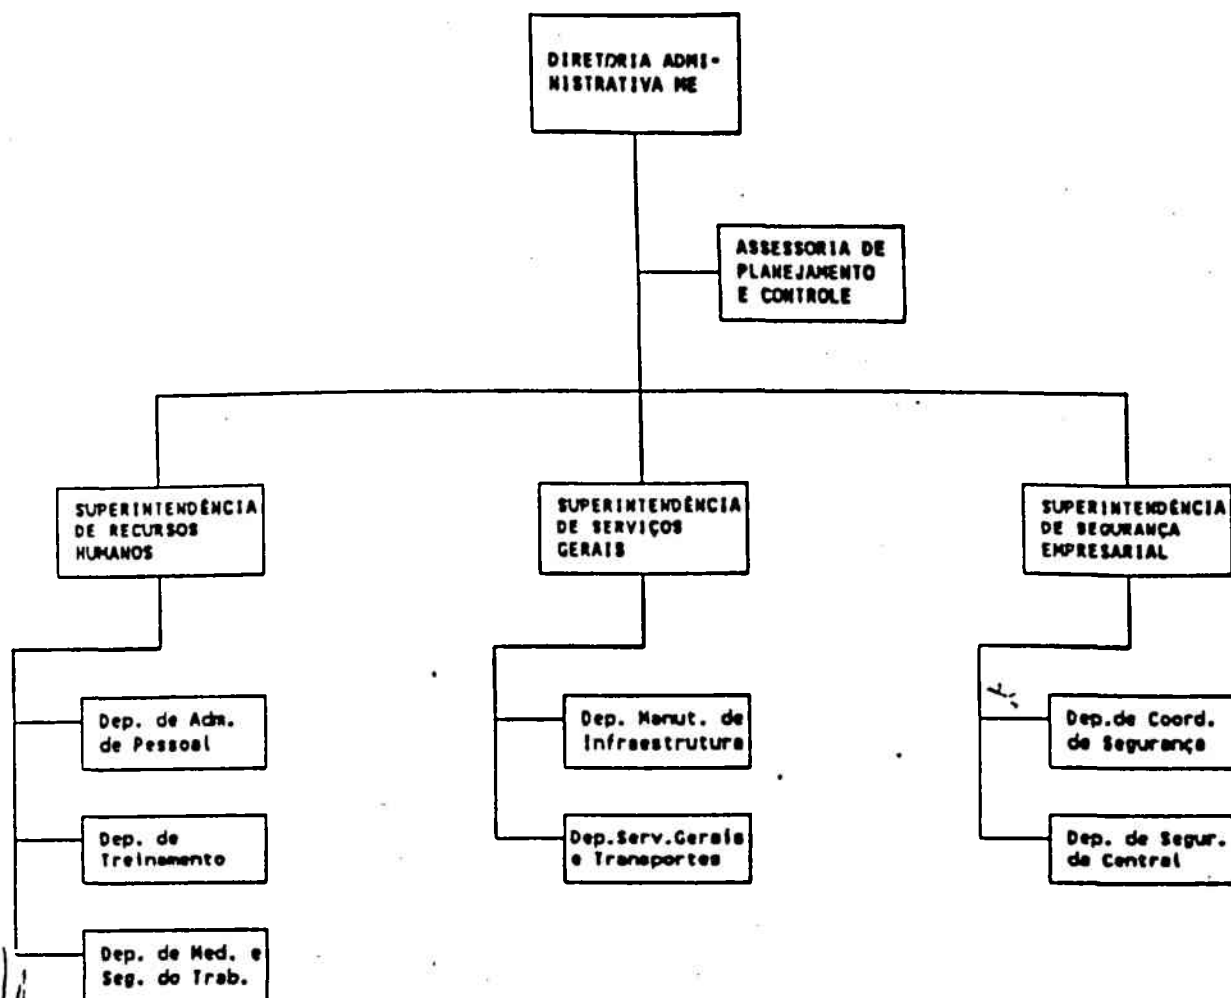 DIRETORIA ADMI-
NISTRATIVA ME
ASSESSORIA DE
PLANEJAMENTO
E CONTROLE
SUPERINTENDÊNCIA
DE RECURSOS
HUMANOS
SUPERINTENDÊNCIA
DE SERVIÇOS
GERAIS
SUPERINTENDÊNCIA
DE SEGURANÇA
EMPRESARIAL
Dep. de Adm.
de Pessoal
Dep. de
Treinamento
Dep. de Med. e
Seg. do Trab.
Dep. Manut. de
Infraestrutura
Dep.Serv.Gerais
e Transportes
Dep.de Coord.
de Segurança
Dep. de Segur.
da Central